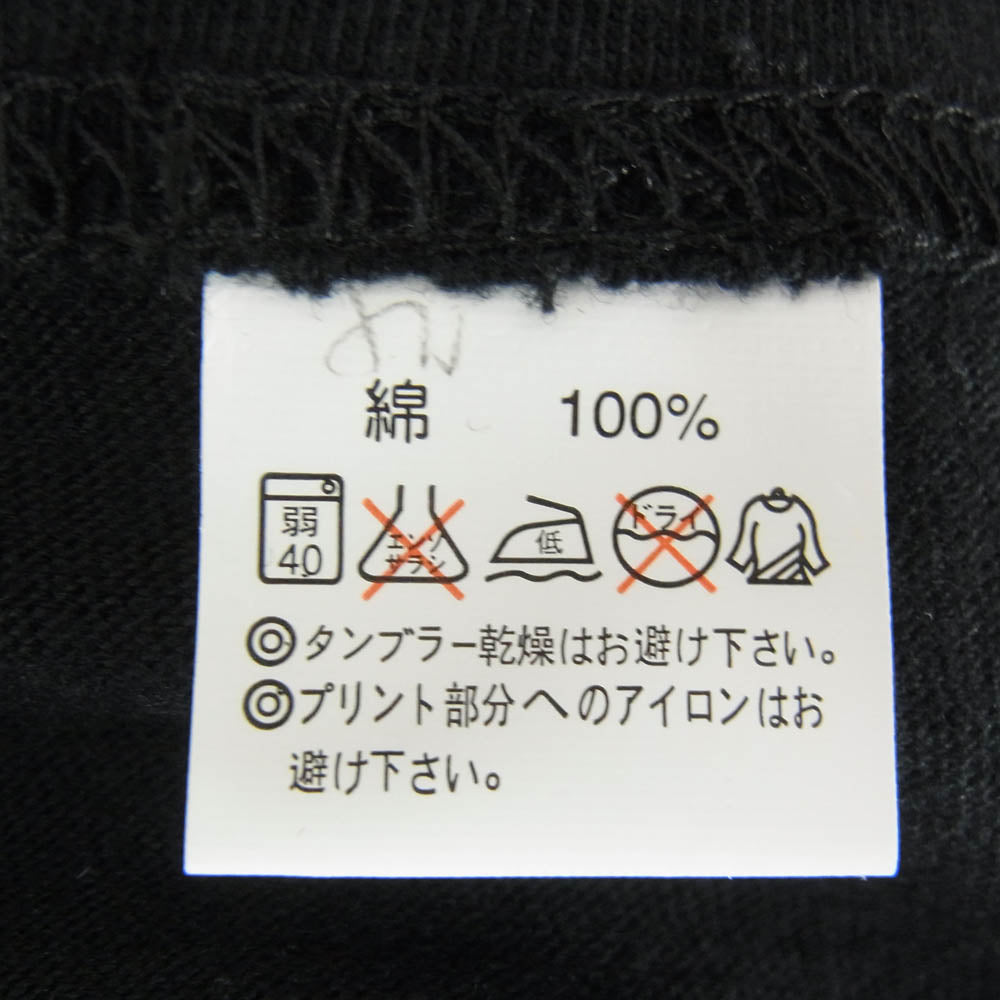 綿 100%
弱 エンソ 低 ドライ
40 サラシ
◎タンブラー乾燥はお避け下さい。
◎プリント部分へのアイロンはお
避け下さい。